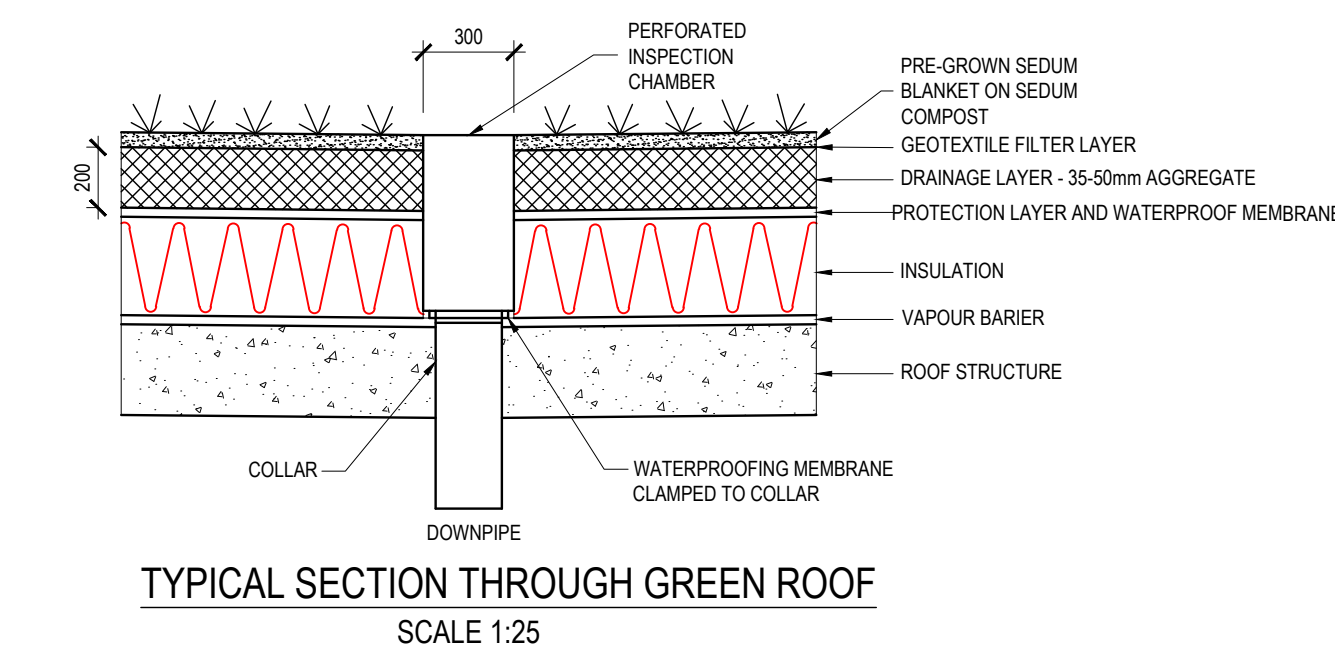 300
PERFORATED
INSPECTION
CHAMBER
PRE-GROWN SEDUM
BLANKET ON SEDUM
COMPOST
GEOTEXTILE FILTER LAYER
200
DRAINAGE LAYER - 35-50mm AGGREGATE
PROTECTION LAYER AND WATERPROOF MEMBRANE
INSULATION
VAPOUR BARIER
ROOF STRUCTURE
COLLAR
WATERPROOFING MEMBRANE
CLAMPED TO COLLAR
DOWNPIPE
TYPICAL SECTION THROUGH GREEN ROOF
SCALE 1:25